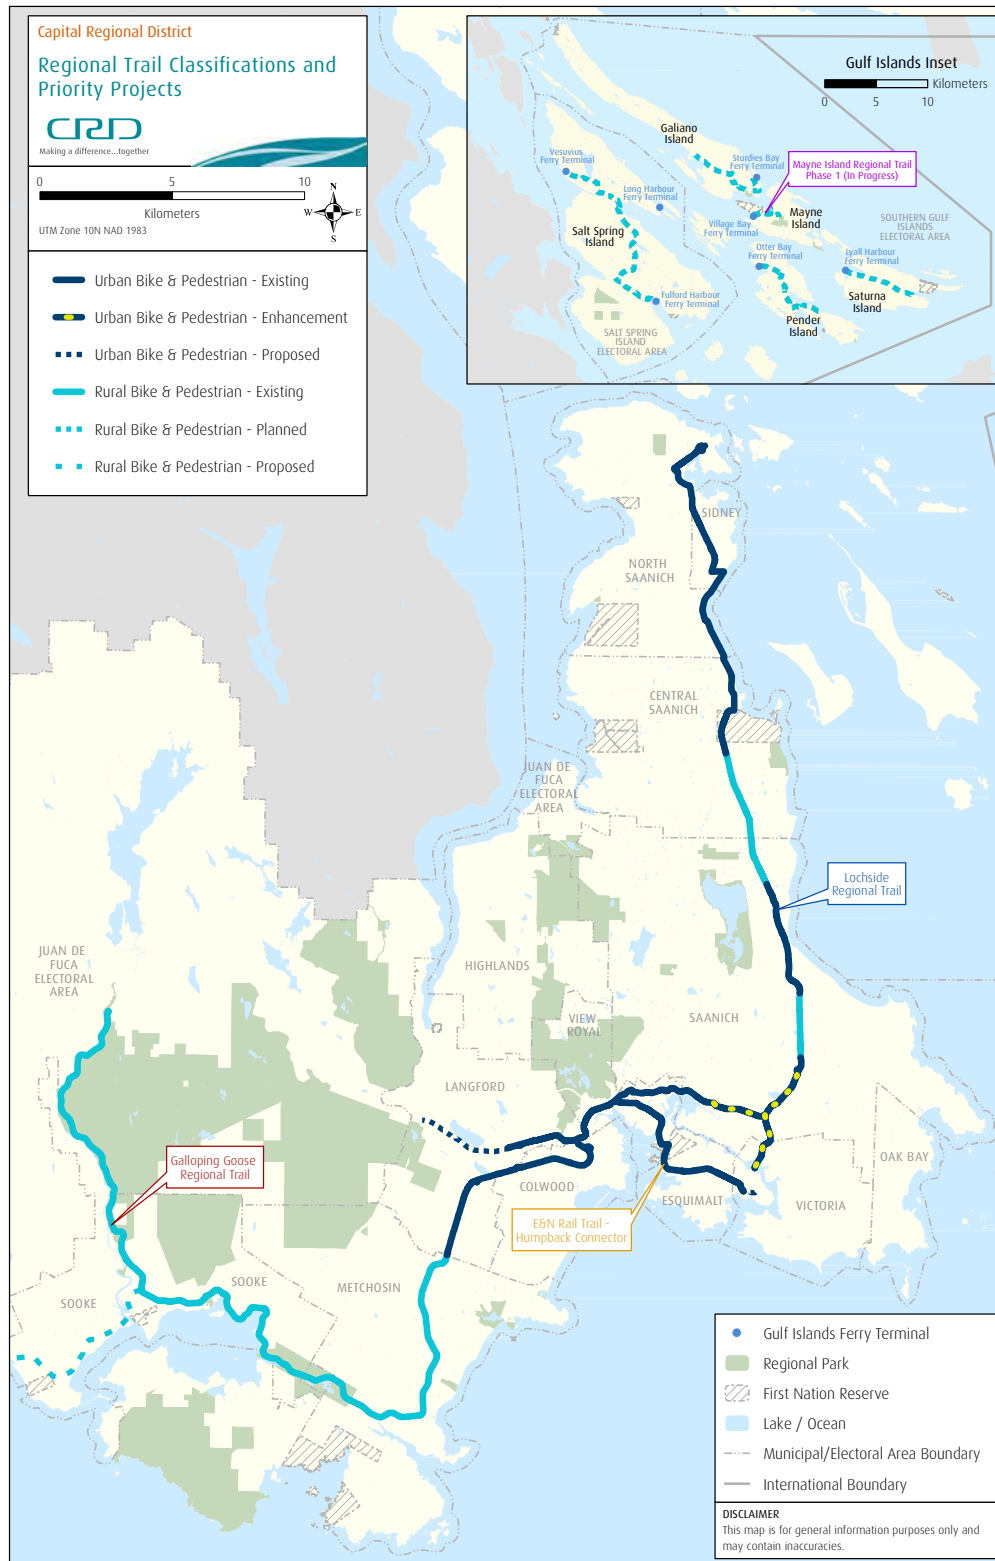 Capital Regional District
Regional Trail Classifications and
Priority Projects
CRD
Making a difference...together
0 5 10
Kilometers
UTM Zone 10N NAD 1983
N
W E
S
Urban Bike & Pedestrian - Existing
Urban Bike & Pedestrian - Enhancement
Urban Bike & Pedestrian - Proposed
Rural Bike & Pedestrian - Existing
Rural Bike & Pedestrian - Planned
Rural Bike & Pedestrian - Proposed
Gulf Islands Inset
Kilometers
0 5 10
Galiano
Island
Vesuvius
Ferry Terminal
Sturdies Bay
Ferry Terminal
Mayne Island Regional Trail
Phase 1 (In Progress)
Long Harbour
Ferry Terminal
Village Bay
Ferry Terminal
Mayne
Island
SOUTHERN GULF
ISLANDS
ELECTORAL AREA
Salt Spring
Island
Otter Bay
Ferry Terminal
Lyall Harbour
Ferry Terminal
Fulford Harbour
Ferry Terminal
Saturna
Island
Pender
Island
SALT SPRING
ISLAND
ELECTORAL AREA
SIDNEY
NORTH
SAANICH
CENTRAL
SAANICH
JUAN DE
FUCA
ELECTORAL
AREA
Lochside
Regional Trail
JUAN DE
FUCA
ELECTORAL
AREA
HIGHLANDS
VIEW
ROYAL
SAANICH
LANGFORD
Galloping Goose
Regional Trail
COLWOOD
OAK BAY
ESQUIMALT
VICTORIA
E&N Rail Trail -
Humpback Connector
SOOKE
METCHOSIN
SOOKE
Gulf Islands Ferry Terminal
Regional Park
First Nation Reserve
Lake / Ocean
Municipal/Electoral Area Boundary
International Boundary
DISCLAIMER
This map is for general information purposes only and
may contain inaccuracies.